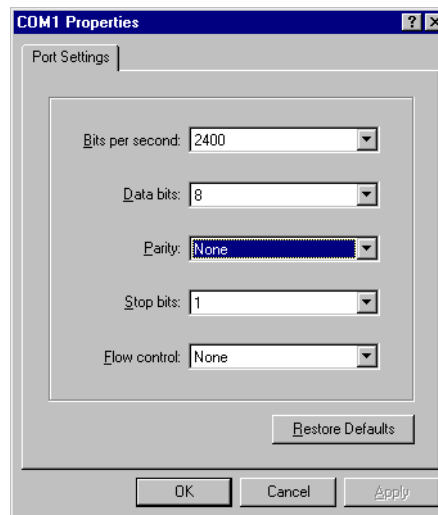 COM1 Properties
Port Settings
Bits per second: 2400
Data bits: 8
Parity: None
Stop bits: 1
Flow control: None
Restore Defaults
OK Cancel Apply